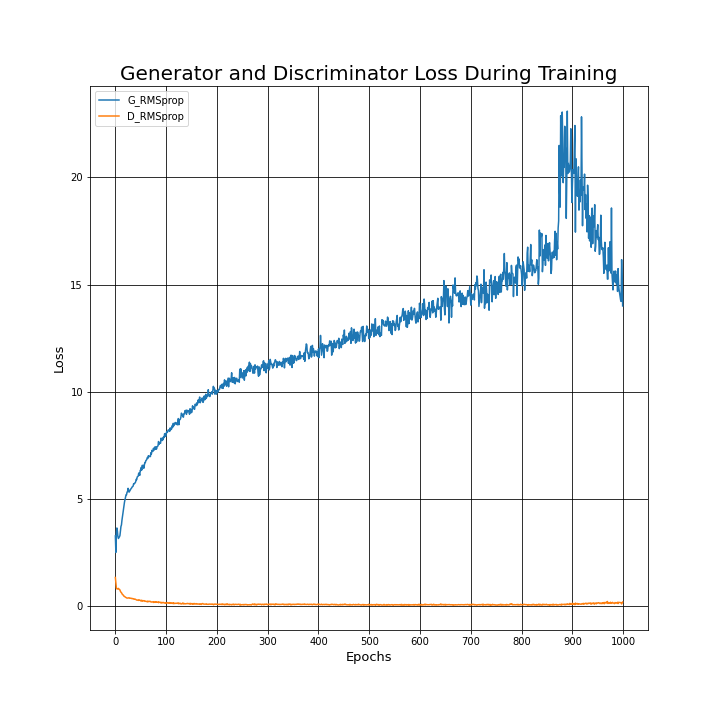 Generator and Discriminator Loss During Training
G_RMSprop
D_RMSprop
Loss
20
15
10
5
0
0 100 200 300 400 500 600 700 800 900 1000
Epochs